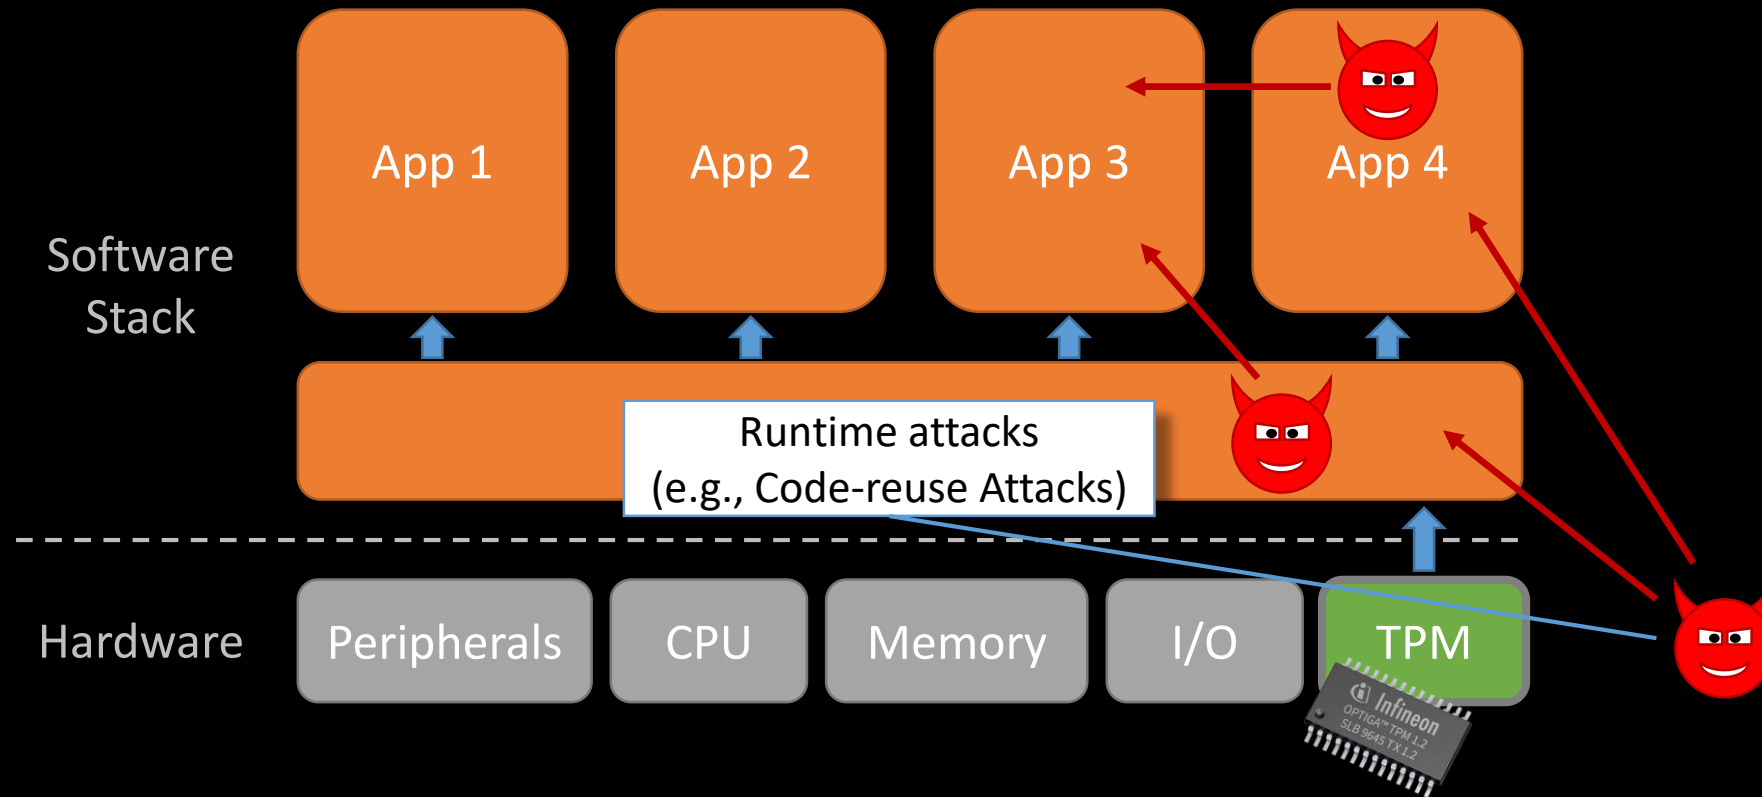 App 1
App 2
App 3
App 4
Software
Stack
Runtime attacks
(e.g., Code-reuse Attacks)
Hardware
Peripherals
CPU
Memory
I/O
TPM
Infineon
OPTIGA™ TPM 1.2
SLB 9645 TX 1.2